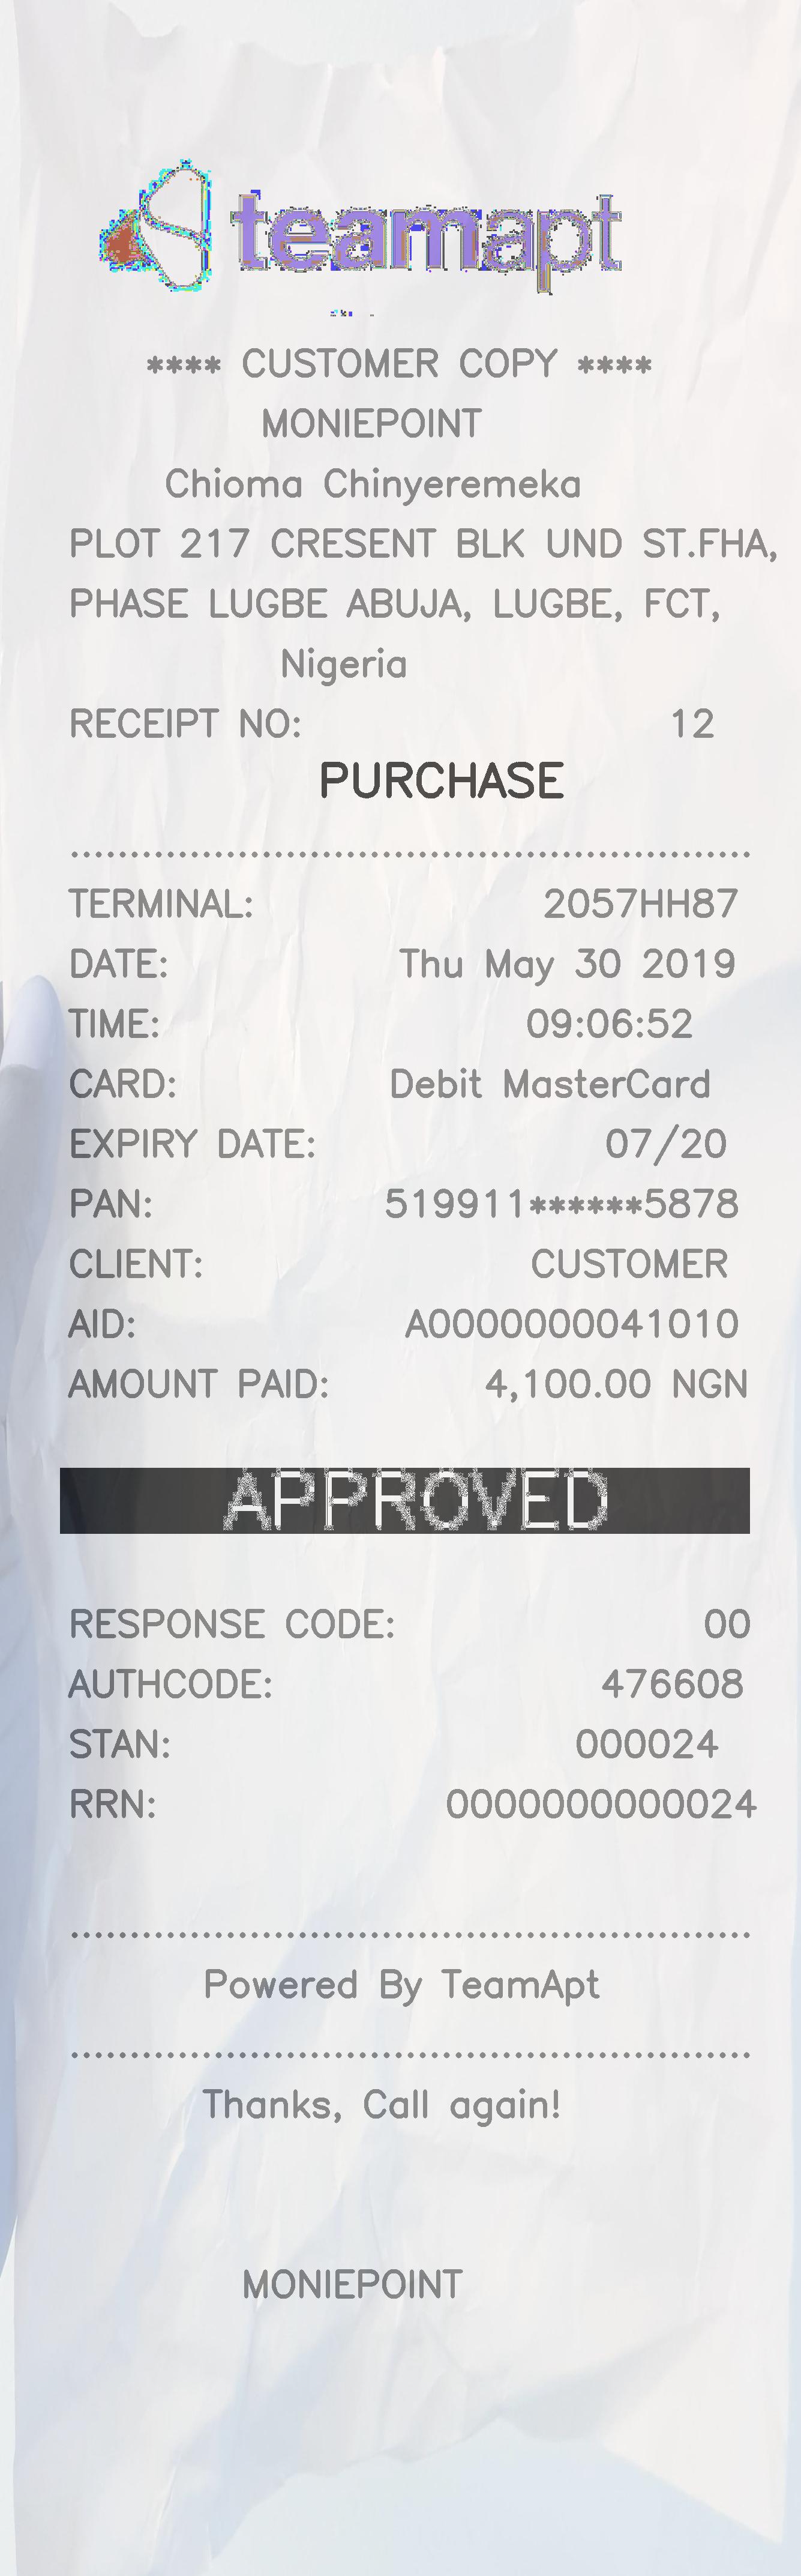 teamapt
**** CUSTOMER COPY ****
MONIEPOINT
Chioma Chinyeremeka
PLOT 217 CRESENT BLK UND ST.FHA,
PHASE LUGBE ABUJA, LUGBE, FCT,
Nigeria
RECEIPT NO: 12
PURCHASE
TERMINAL: 2057HH87
DATE: Thu May 30 2019
TIME: 09:06:52
CARD: Debit MasterCard
EXPIRY DATE: 07/20
PAN: 519911******5878
CLIENT: CUSTOMER
AID: A0000000041010
AMOUNT PAID: 4,100.00 NGN
APPROVED
RESPONSE CODE: 00
AUTHCODE: 476608
STAN: 000024
RRN: 0000000000024
Powered By TeamApt
Thanks, Call again!
MONIEPOINT